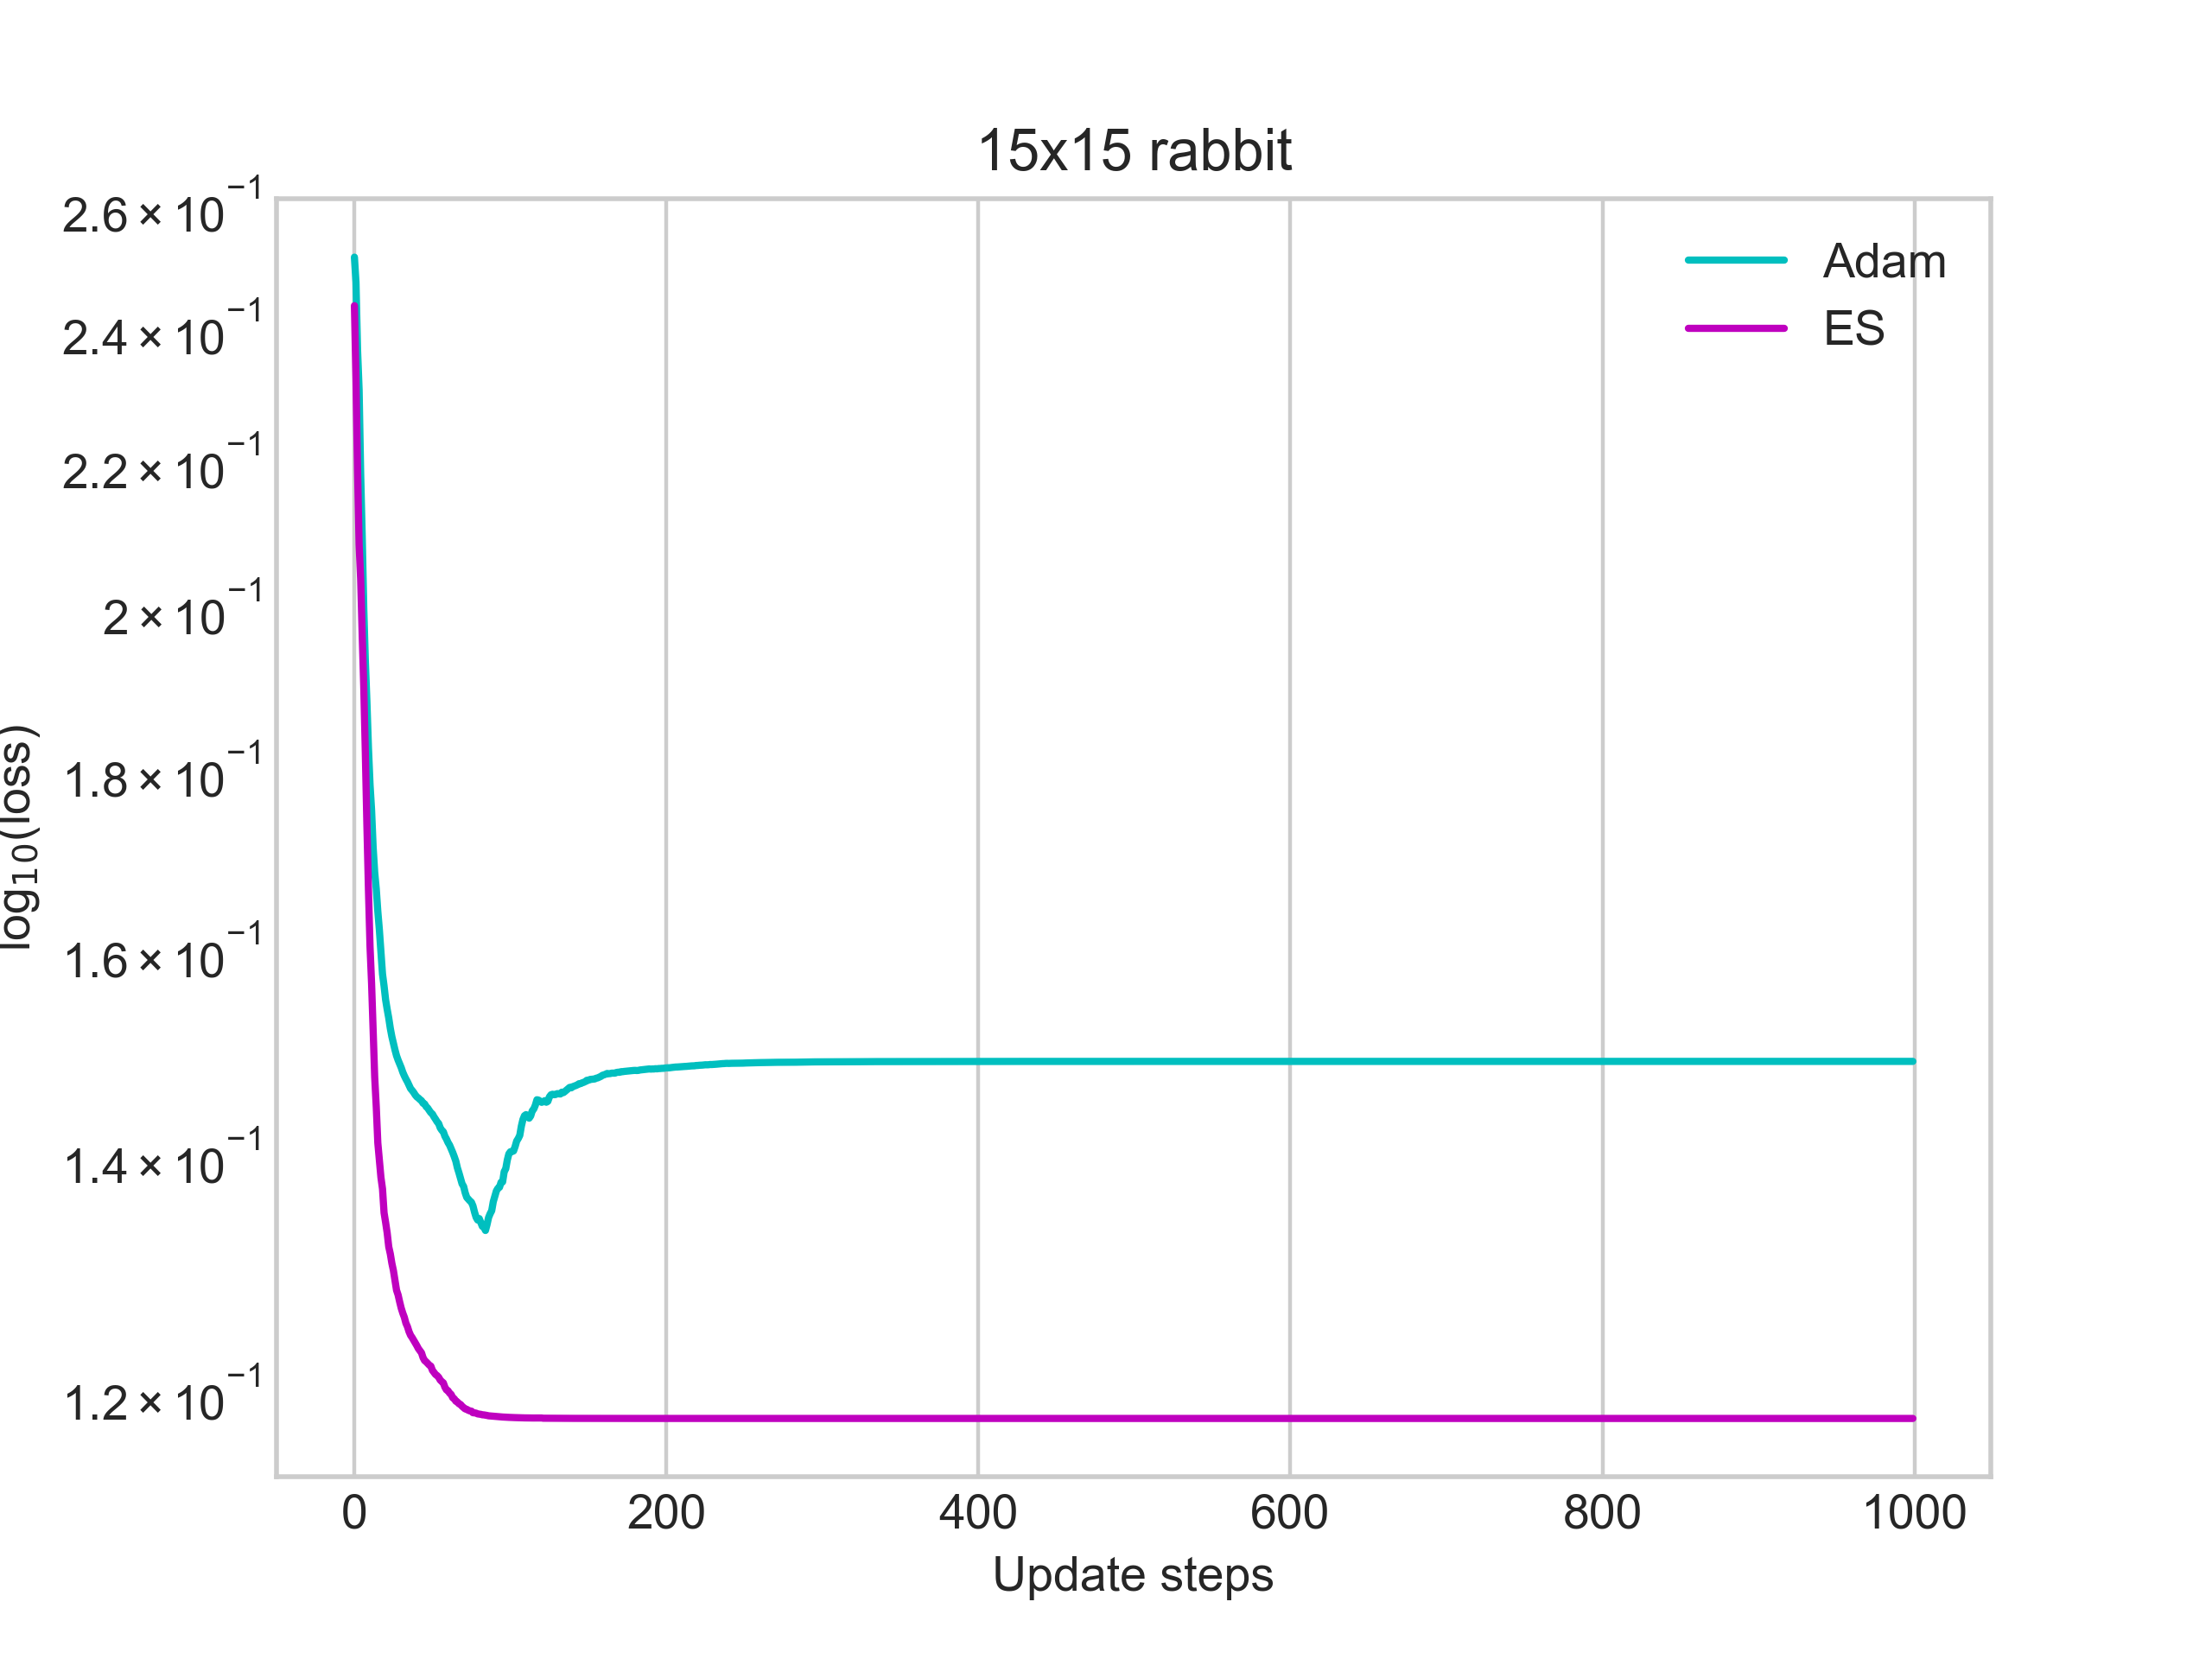 15x15 rabbit
2.6×10⁻¹
2.4×10⁻¹
2.2×10⁻¹
2×10⁻¹
1.8×10⁻¹
1.6×10⁻¹
1.4×10⁻¹
1.2×10⁻¹
log₁₀(loss)
Adam
ES
0 200 400 600 800 1000
Update steps